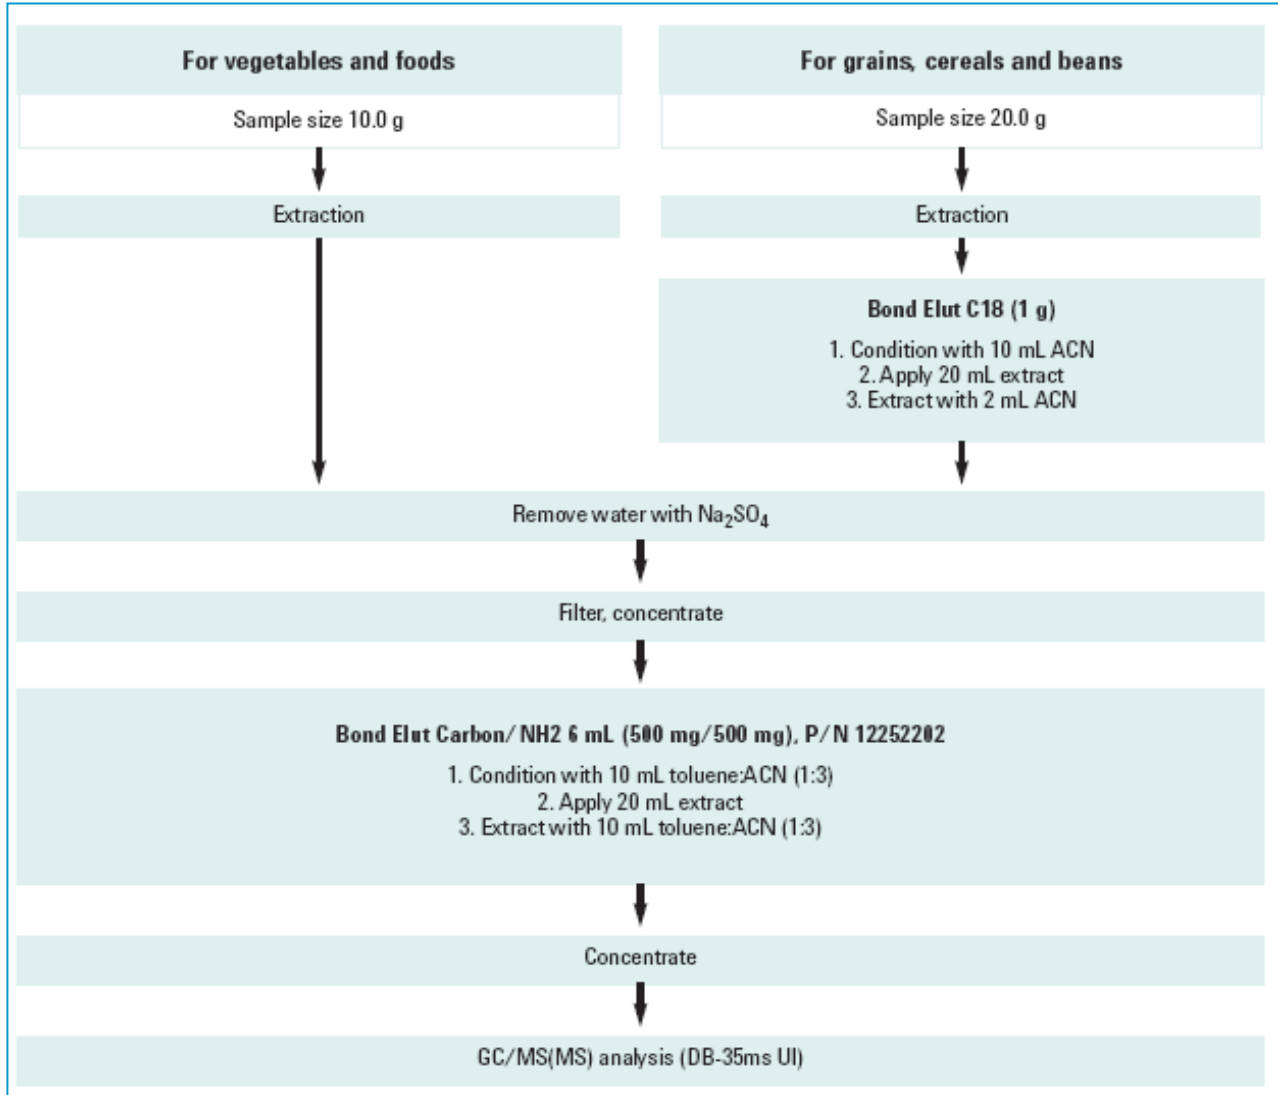 For vegetables and foods
Sample size 10.0 g
Extraction
For grains, cereals and beans
Sample size 20.0 g
Extraction
Bond Elut C18 (1 g)
1. Condition with 10 mL ACN
2. Apply 20 mL extract
3. Extract with 2 mL ACN
Remove water with Na₂SO₄
Filter, concentrate
Bond Elut Carbon/NH2 6 mL (500 mg/500 mg), P/N 12252202
1. Condition with 10 mL toluene:ACN (1:3)
2. Apply 20 mL extract
3. Extract with 10 mL toluene:ACN (1:3)
Concentrate
GC/MS(MS) analysis (DB-35ms UI)